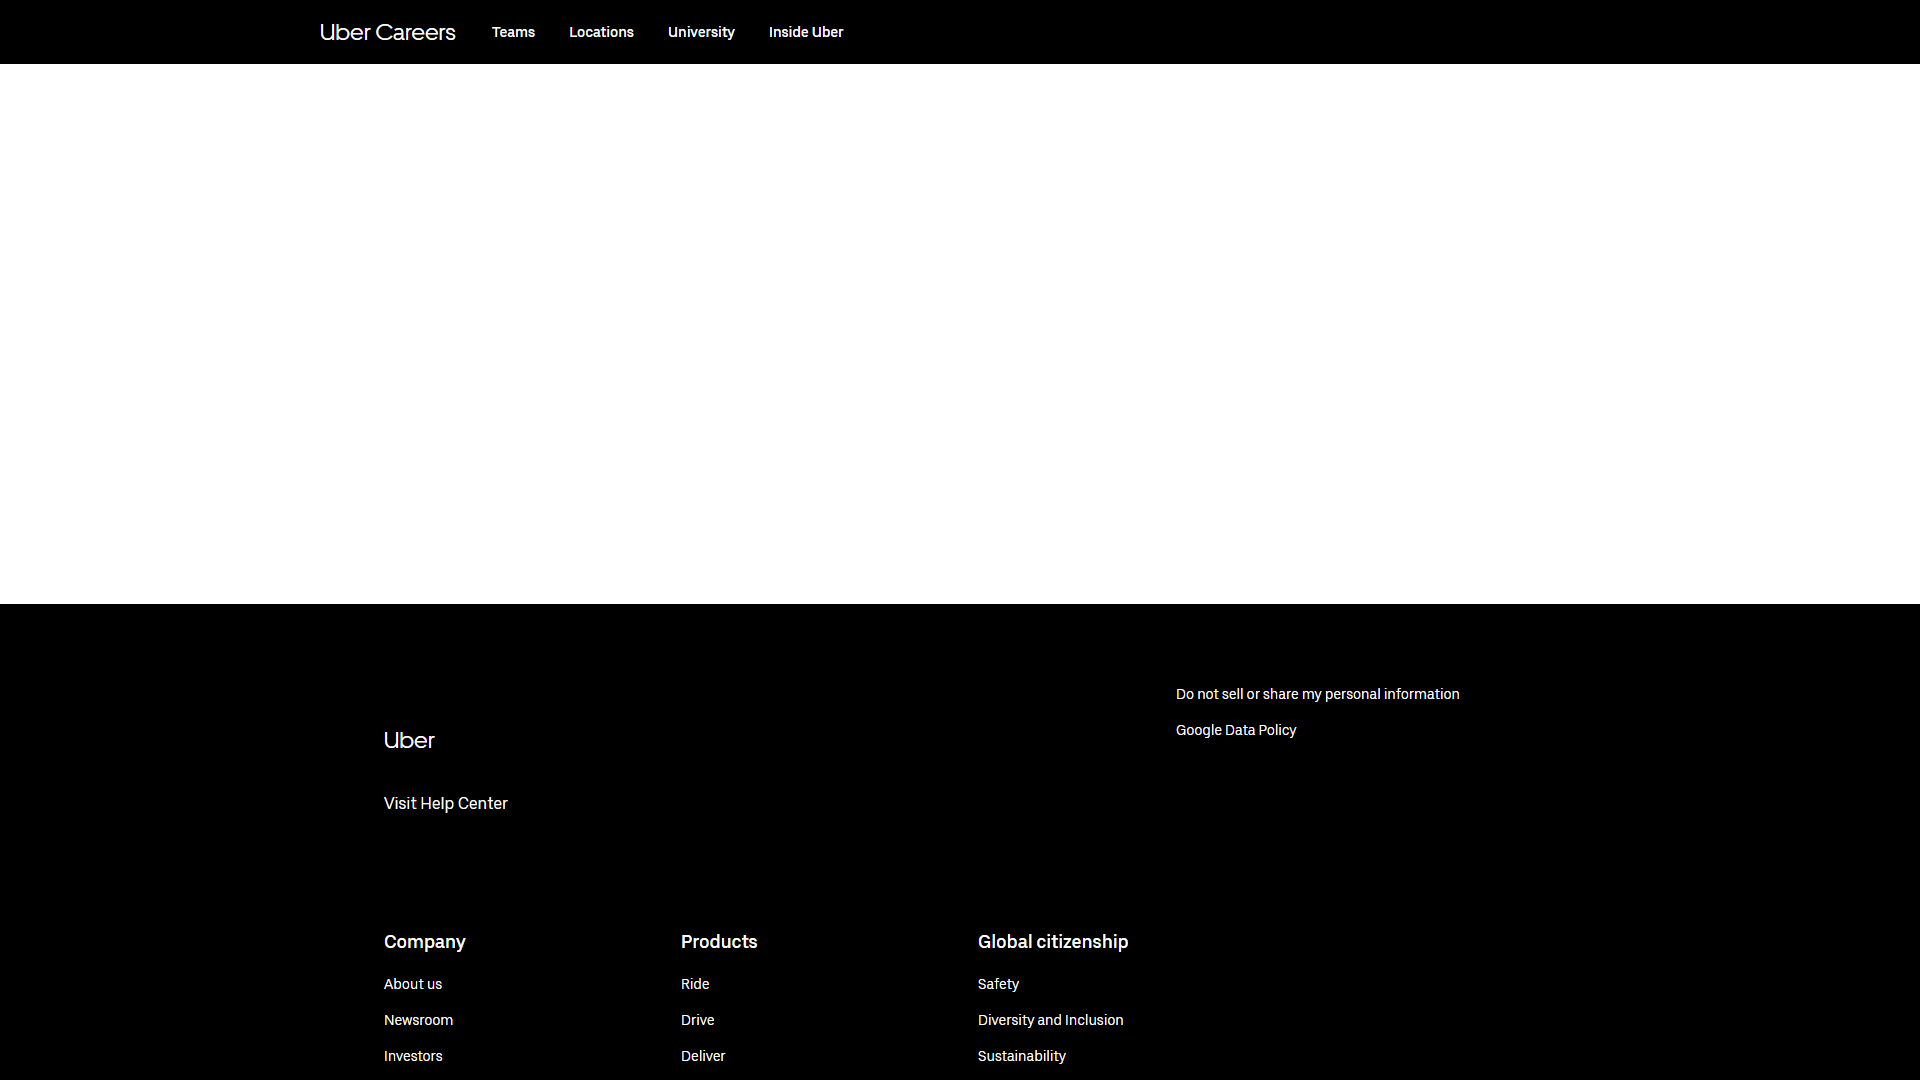 Uber Careers Teams Locations University Inside Uber
Do not sell or share my personal information
Google Data Policy
Uber
Visit Help Center
Company
About us
Newsroom
Investors
Products
Ride
Drive
Deliver
Global citizenship
Safety
Diversity and Inclusion
Sustainability